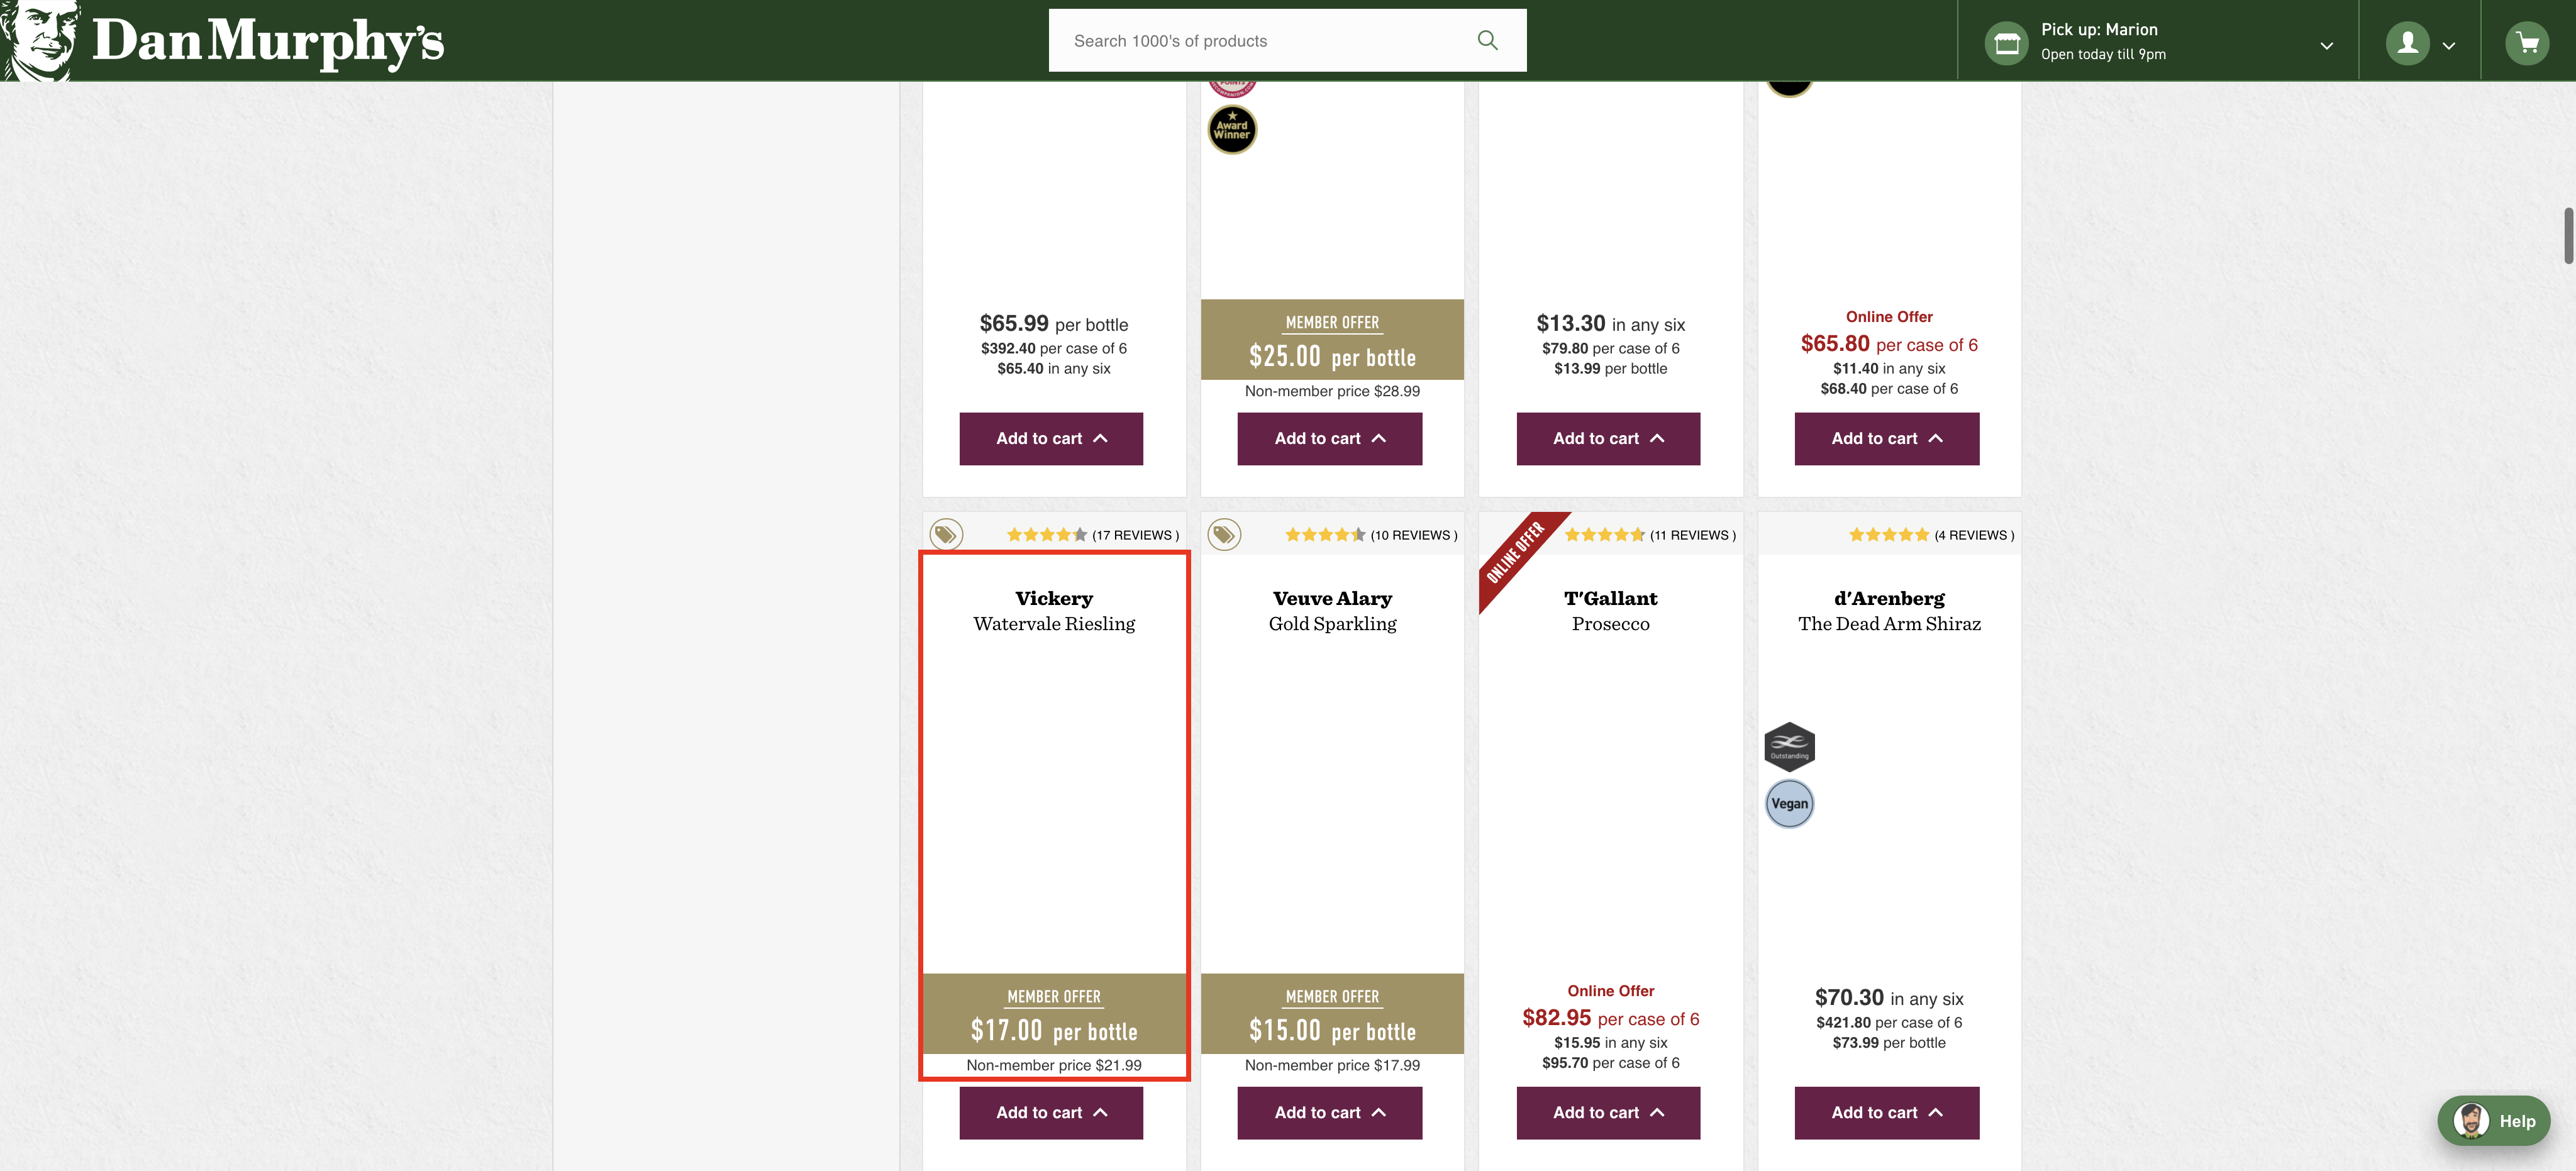 Dan Murphy's
Search 1000's of products
Pick up: Marion
Open today till 9pm
POINTS
Award
Winner
$65.99 per bottle
$392.40 per case of 6
$65.40 in any six
Add to cart
MEMBER OFFER
$25.00 per bottle
Non-member price $28.99
Add to cart
$13.30 in any six
$79.80 per case of 6
$13.99 per bottle
Add to cart
Online Offer
$65.80 per case of 6
$11.40 in any six
$68.40 per case of 6
Add to cart
(17 REVIEWS )
Vickery
Watervale Riesling
MEMBER OFFER
$17.00 per bottle
Non-member price $21.99
Add to cart
(10 REVIEWS )
Veuve Alary
Gold Sparkling
MEMBER OFFER
$15.00 per bottle
Non-member price $17.99
Add to cart
ONLINE OFFER
(11 REVIEWS )
T'Gallant
Prosecco
Online Offer
$82.95 per case of 6
$15.95 in any six
$95.70 per case of 6
Add to cart
(4 REVIEWS )
d'Arenberg
The Dead Arm Shiraz
Outstanding
Vegan
$70.30 in any six
$421.80 per case of 6
$73.99 per bottle
Add to cart
Help